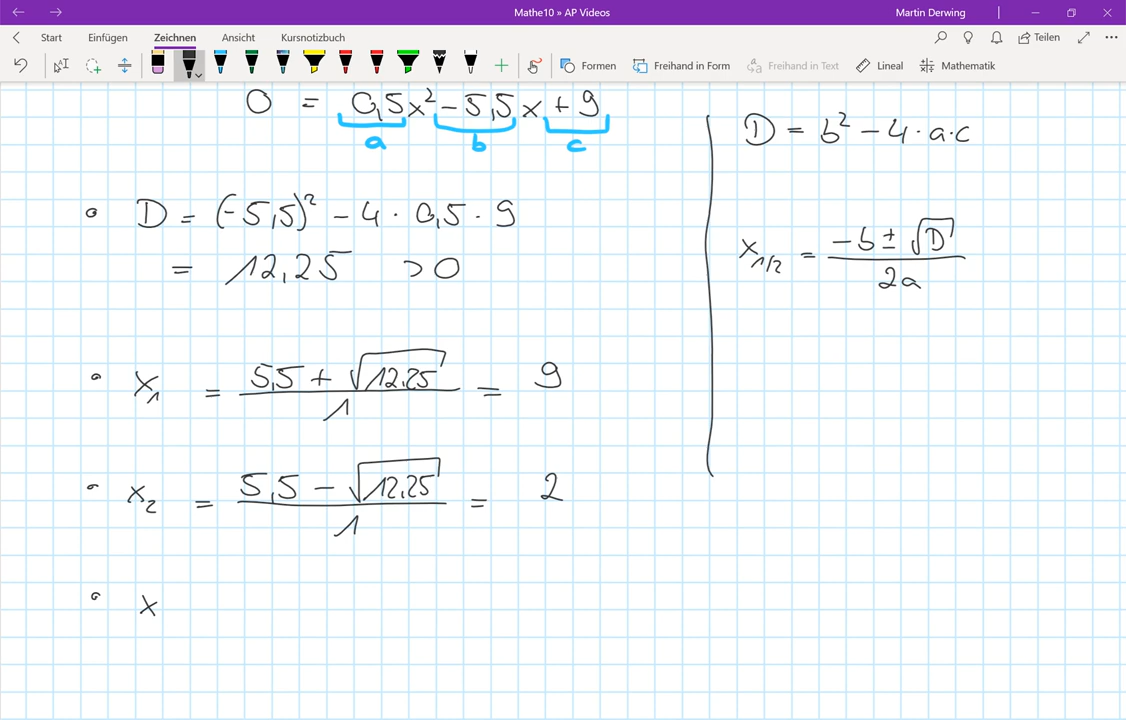 Mathe10 » AP Videos
Martin Derwing
Start Einfügen Zeichnen Ansicht Kursnotizbuch
Teilen
Formen Freihand in Form Freihand in Text Lineal Mathematik
0 = 0,5x² - 5,5x + 9
a b c
D = b² - 4 · a · c
• D = (-5,5)² - 4 · 0,5 · 9
= 12,25 > 0
x₁/₂ = (-b ± √D) / 2a
• x₁ = (5,5 + √12,25) / 1 = 9
• x₂ = (5,5 - √12,25) / 1 = 2
• x